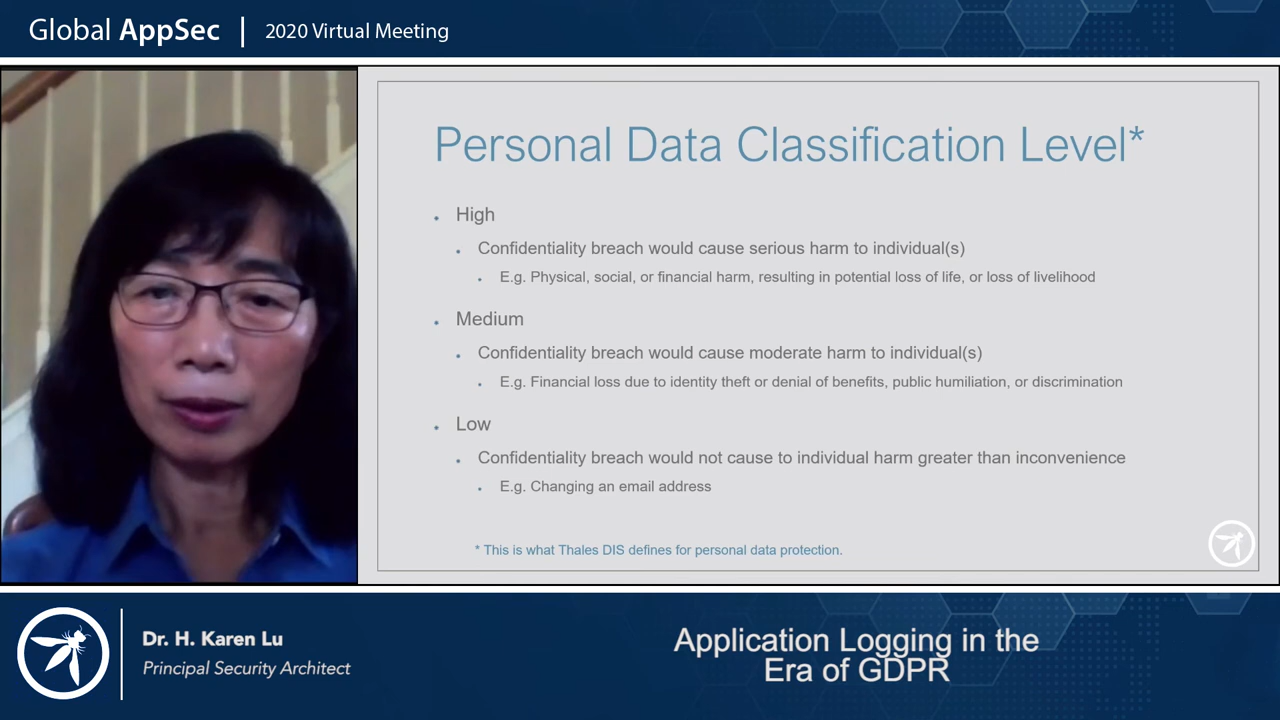 Global AppSec | 2020 Virtual Meeting
Personal Data Classification Level*
• High
• Confidentiality breach would cause serious harm to individual(s)
• E.g. Physical, social, or financial harm, resulting in potential loss of life, or loss of livelihood
• Medium
• Confidentiality breach would cause moderate harm to individual(s)
• E.g. Financial loss due to identity theft or denial of benefits, public humiliation, or discrimination
• Low
• Confidentiality breach would not cause to individual harm greater than inconvenience
• E.g. Changing an email address
* This is what Thales DIS defines for personal data protection.
Dr. H. Karen Lu
Principal Security Architect
Application Logging in the
Era of GDPR